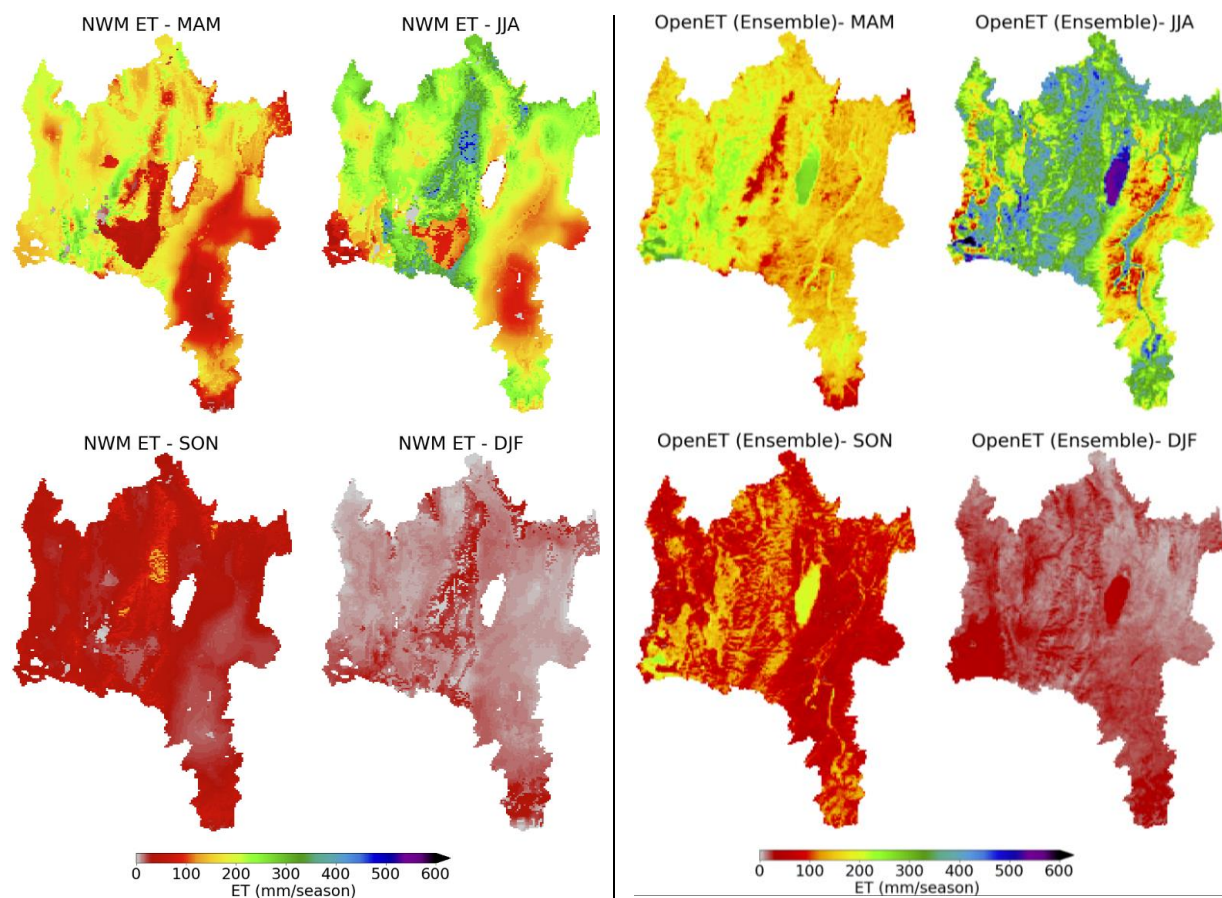 NWM ET - MAM
NWM ET - JJA
OpenET (Ensemble)- MAM
OpenET (Ensemble)- JJA
NWM ET - SON
NWM ET - DJF
OpenET (Ensemble)- SON
OpenET (Ensemble)- DJF
0 100 200 300 400 500 600
ET (mm/season)
0 100 200 300 400 500 600
ET (mm/season)